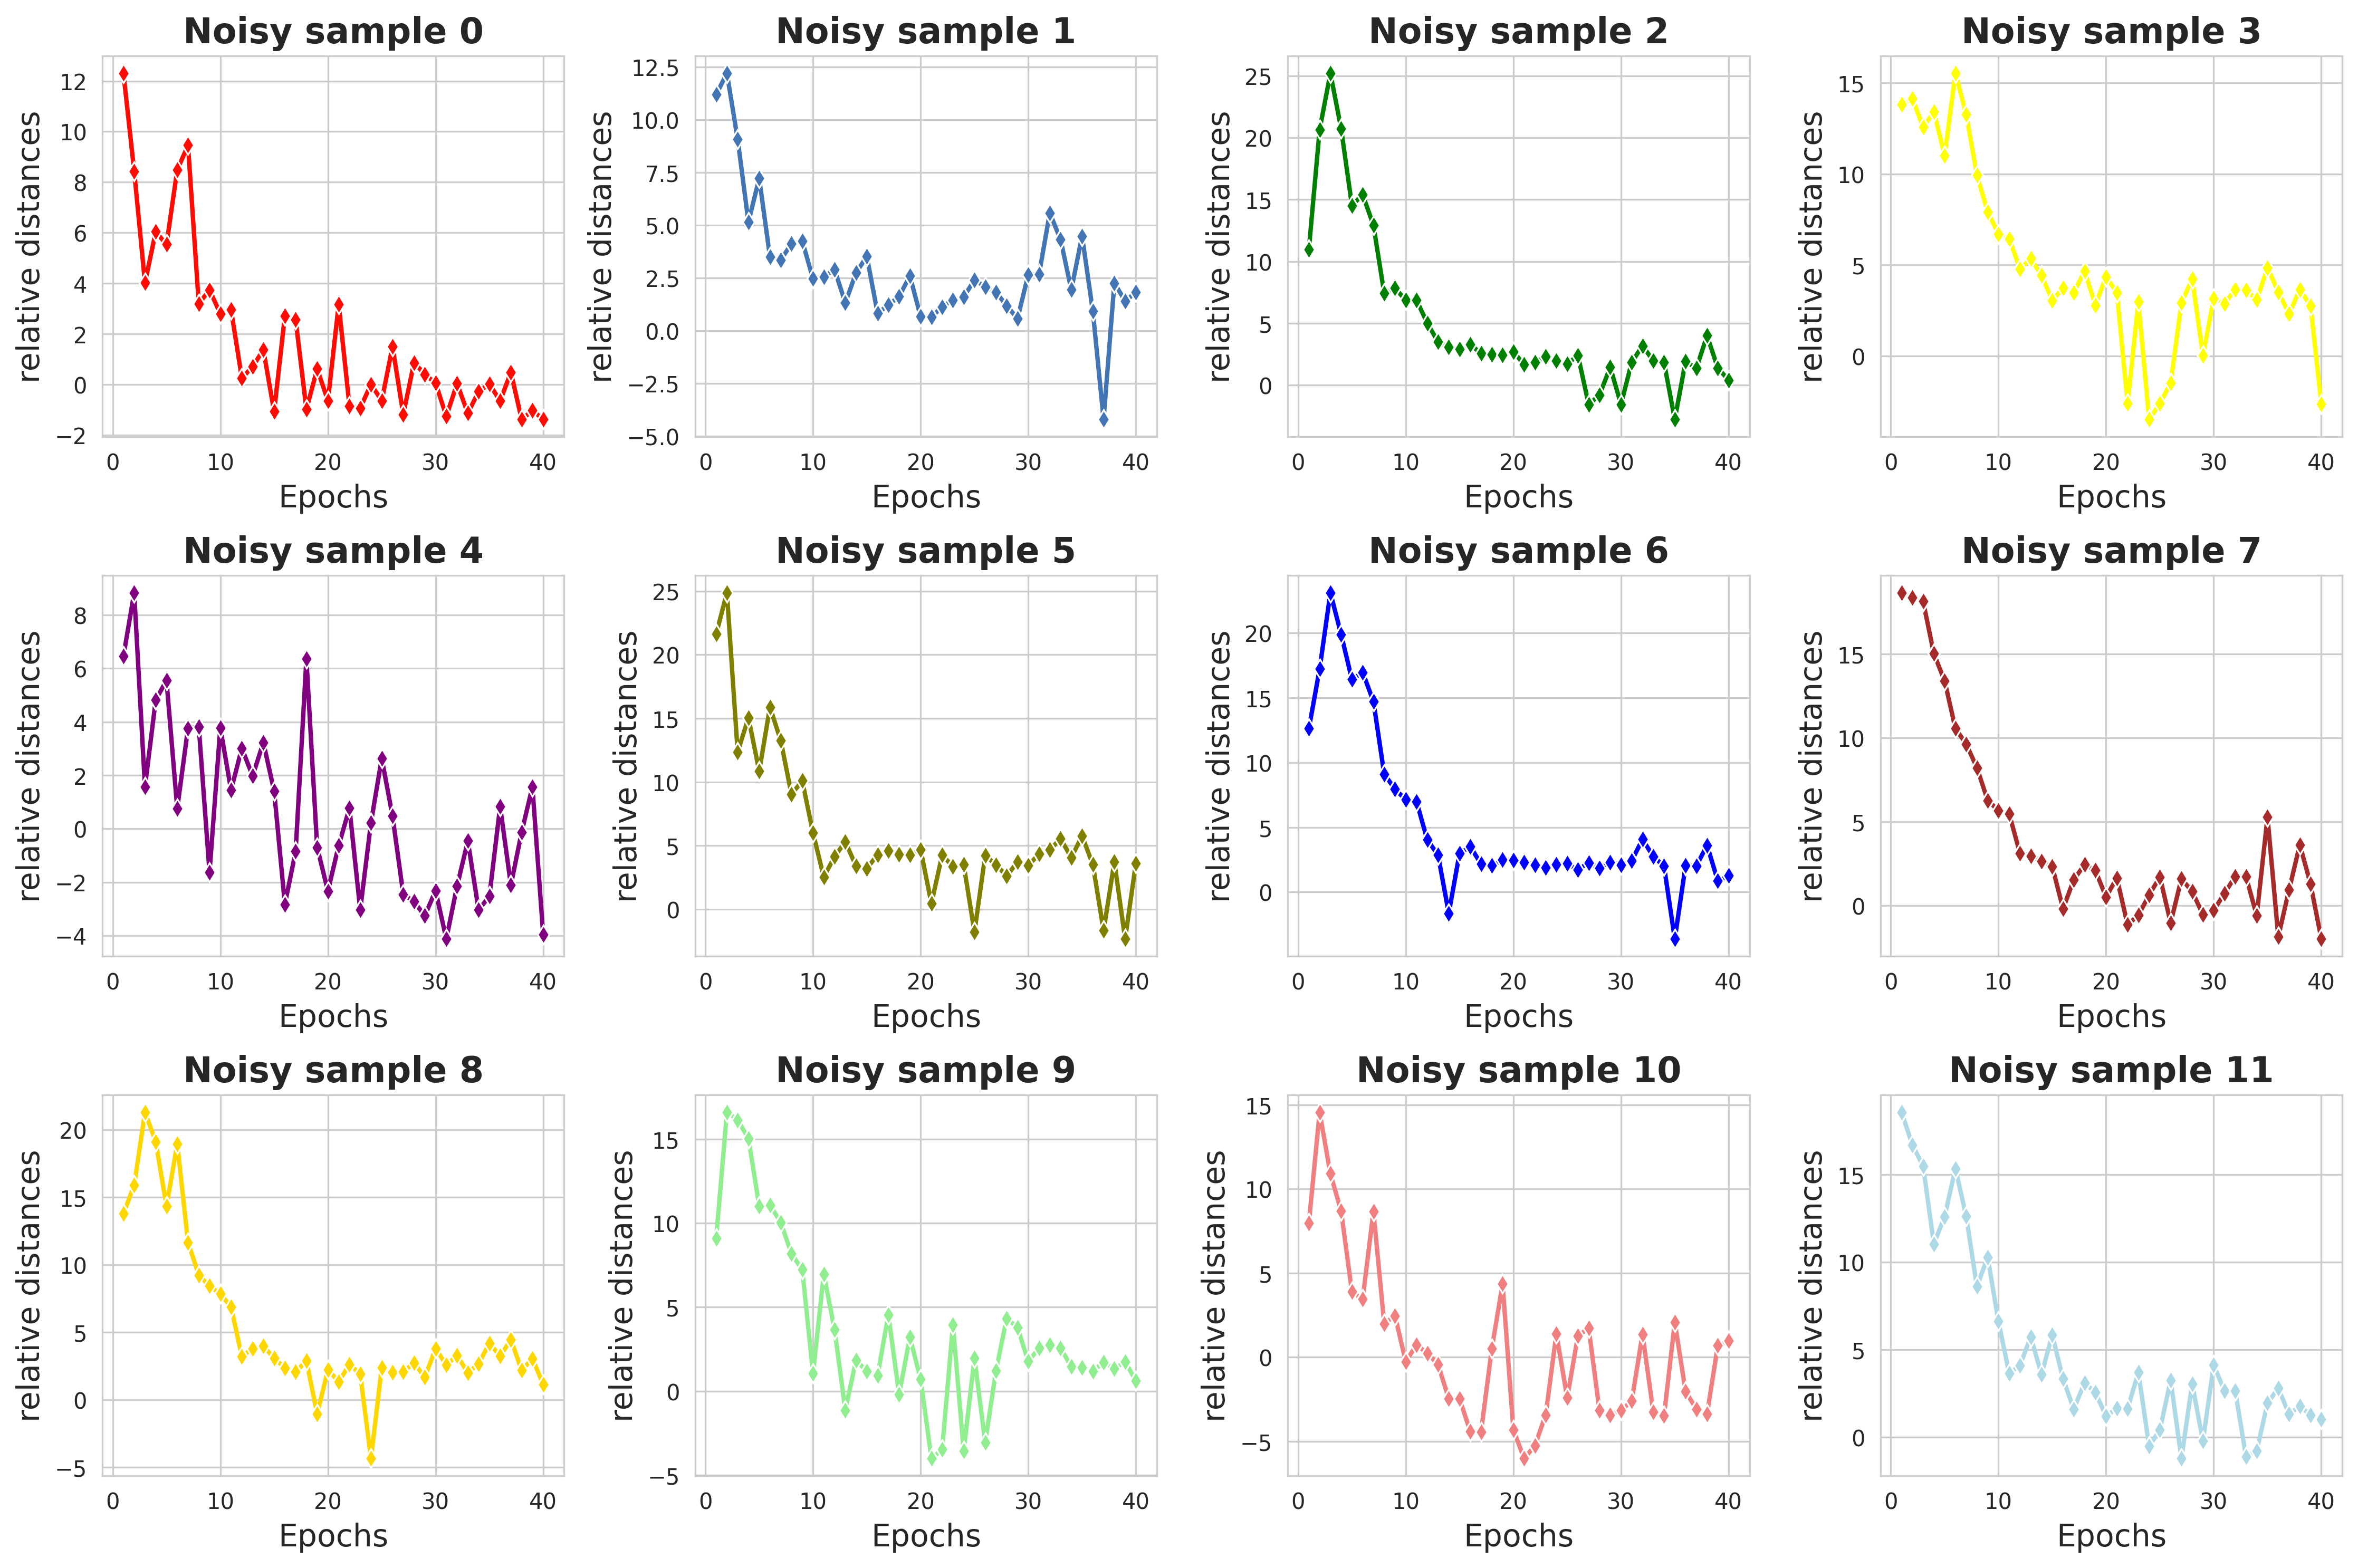 Noisy sample 0
12
10
8
6
4
2
0
−2
relative distances
0 10 20 30 40
Epochs
Noisy sample 1
12.5
10.0
7.5
5.0
2.5
0.0
−2.5
−5.0
relative distances
0 10 20 30 40
Epochs
Noisy sample 2
25
20
15
10
5
0
relative distances
0 10 20 30 40
Epochs
Noisy sample 3
15
10
5
0
relative distances
0 10 20 30 40
Epochs
Noisy sample 4
8
6
4
2
0
−2
−4
relative distances
0 10 20 30 40
Epochs
Noisy sample 5
25
20
15
10
5
0
relative distances
0 10 20 30 40
Epochs
Noisy sample 6
20
15
10
5
0
relative distances
0 10 20 30 40
Epochs
Noisy sample 7
15
10
5
0
relative distances
0 10 20 30 40
Epochs
Noisy sample 8
20
15
10
5
0
−5
relative distances
0 10 20 30 40
Epochs
Noisy sample 9
15
10
5
0
−5
relative distances
0 10 20 30 40
Epochs
Noisy sample 10
15
10
5
0
−5
relative distances
0 10 20 30 40
Epochs
Noisy sample 11
15
10
5
0
relative distances
0 10 20 30 40
Epochs